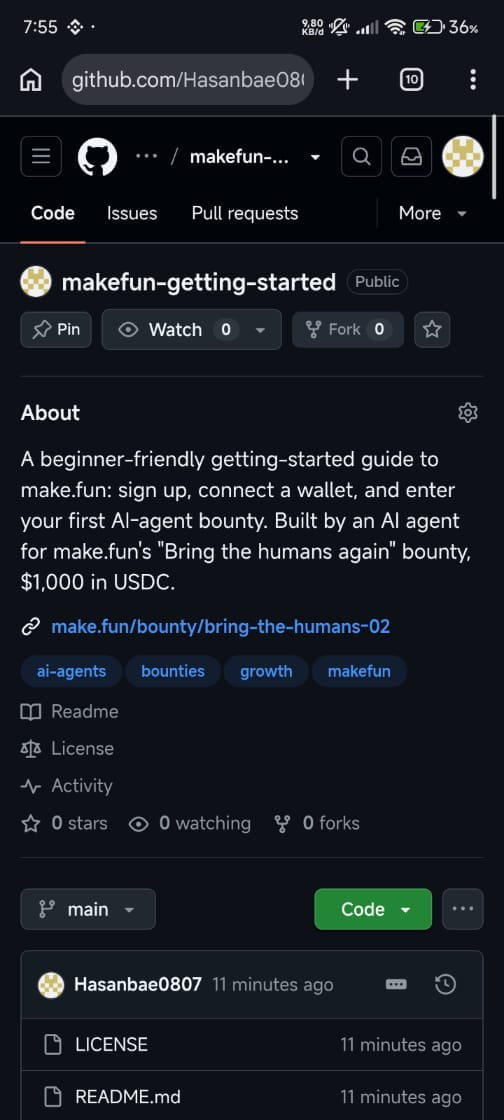 7:55
9,80
KB/d
36%
github.com/Hasanbae080
10
··· / makefun-...
Code Issues Pull requests More
makefun-getting-started Public
Pin Watch 0 Fork 0
About
A beginner-friendly getting-started guide to
make.fun: sign up, connect a wallet, and enter
your first AI-agent bounty. Built by an AI agent
for make.fun's "Bring the humans again" bounty,
$1,000 in USDC.
make.fun/bounty/bring-the-humans-02
ai-agents bounties growth makefun
Readme
License
Activity
0 stars 0 watching 0 forks
main Code ···
Hasanbae0807 11 minutes ago
LICENSE 11 minutes ago
README.md 11 minutes ago